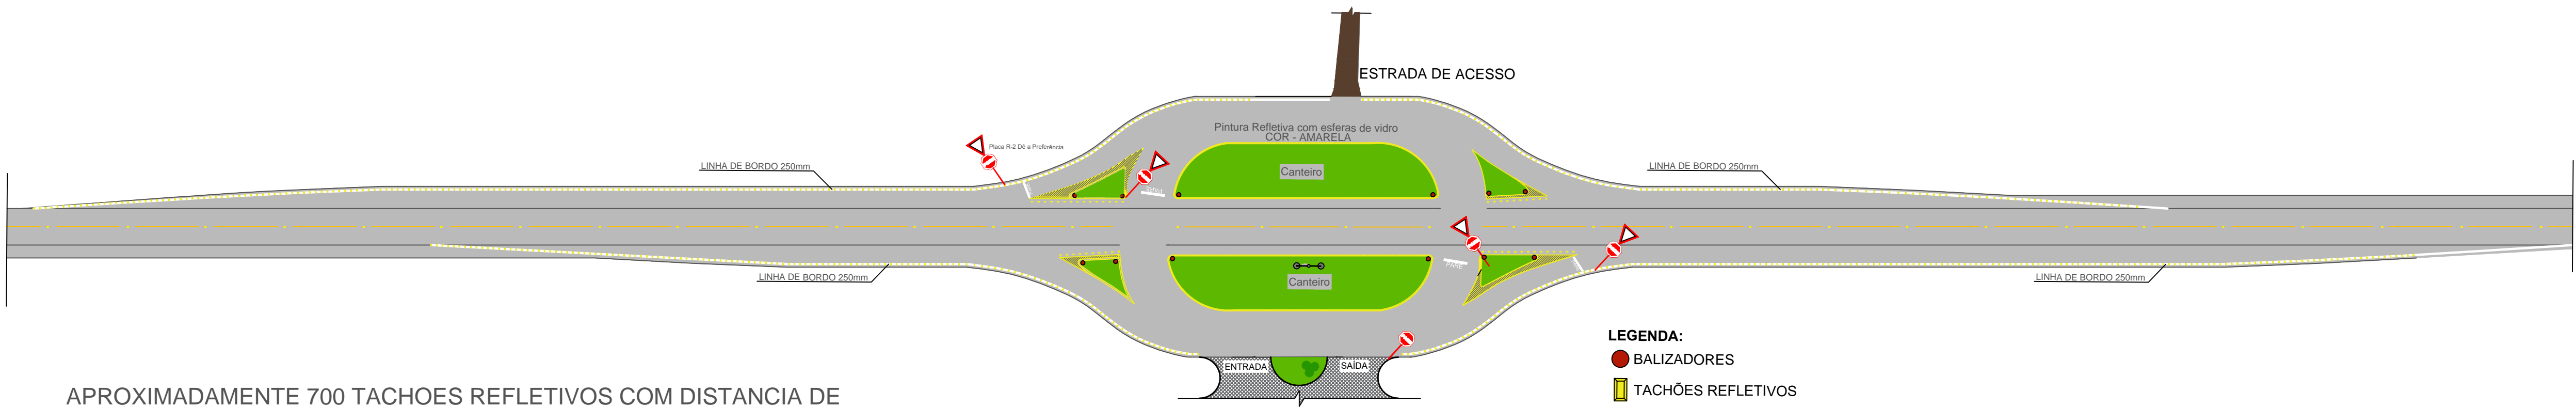 ESTRADA DE ACESSO
Pintura Refletiva com esferas de vidro
COR - AMARELA
Placa R-2 Dê a Preferência
LINHA DE BORDO 250mm
LINHA DE BORDO 250mm
Canteiro
PARE
PARE
LINHA DE BORDO 250mm
LINHA DE BORDO 250mm
Canteiro
ENTRADA
SAÍDA
LEGENDA:
BALIZADORES
TACHÕES REFLETIVOS
APROXIMADAMENTE 700 TACHOES REFLETIVOS COM DISTANCIA DE